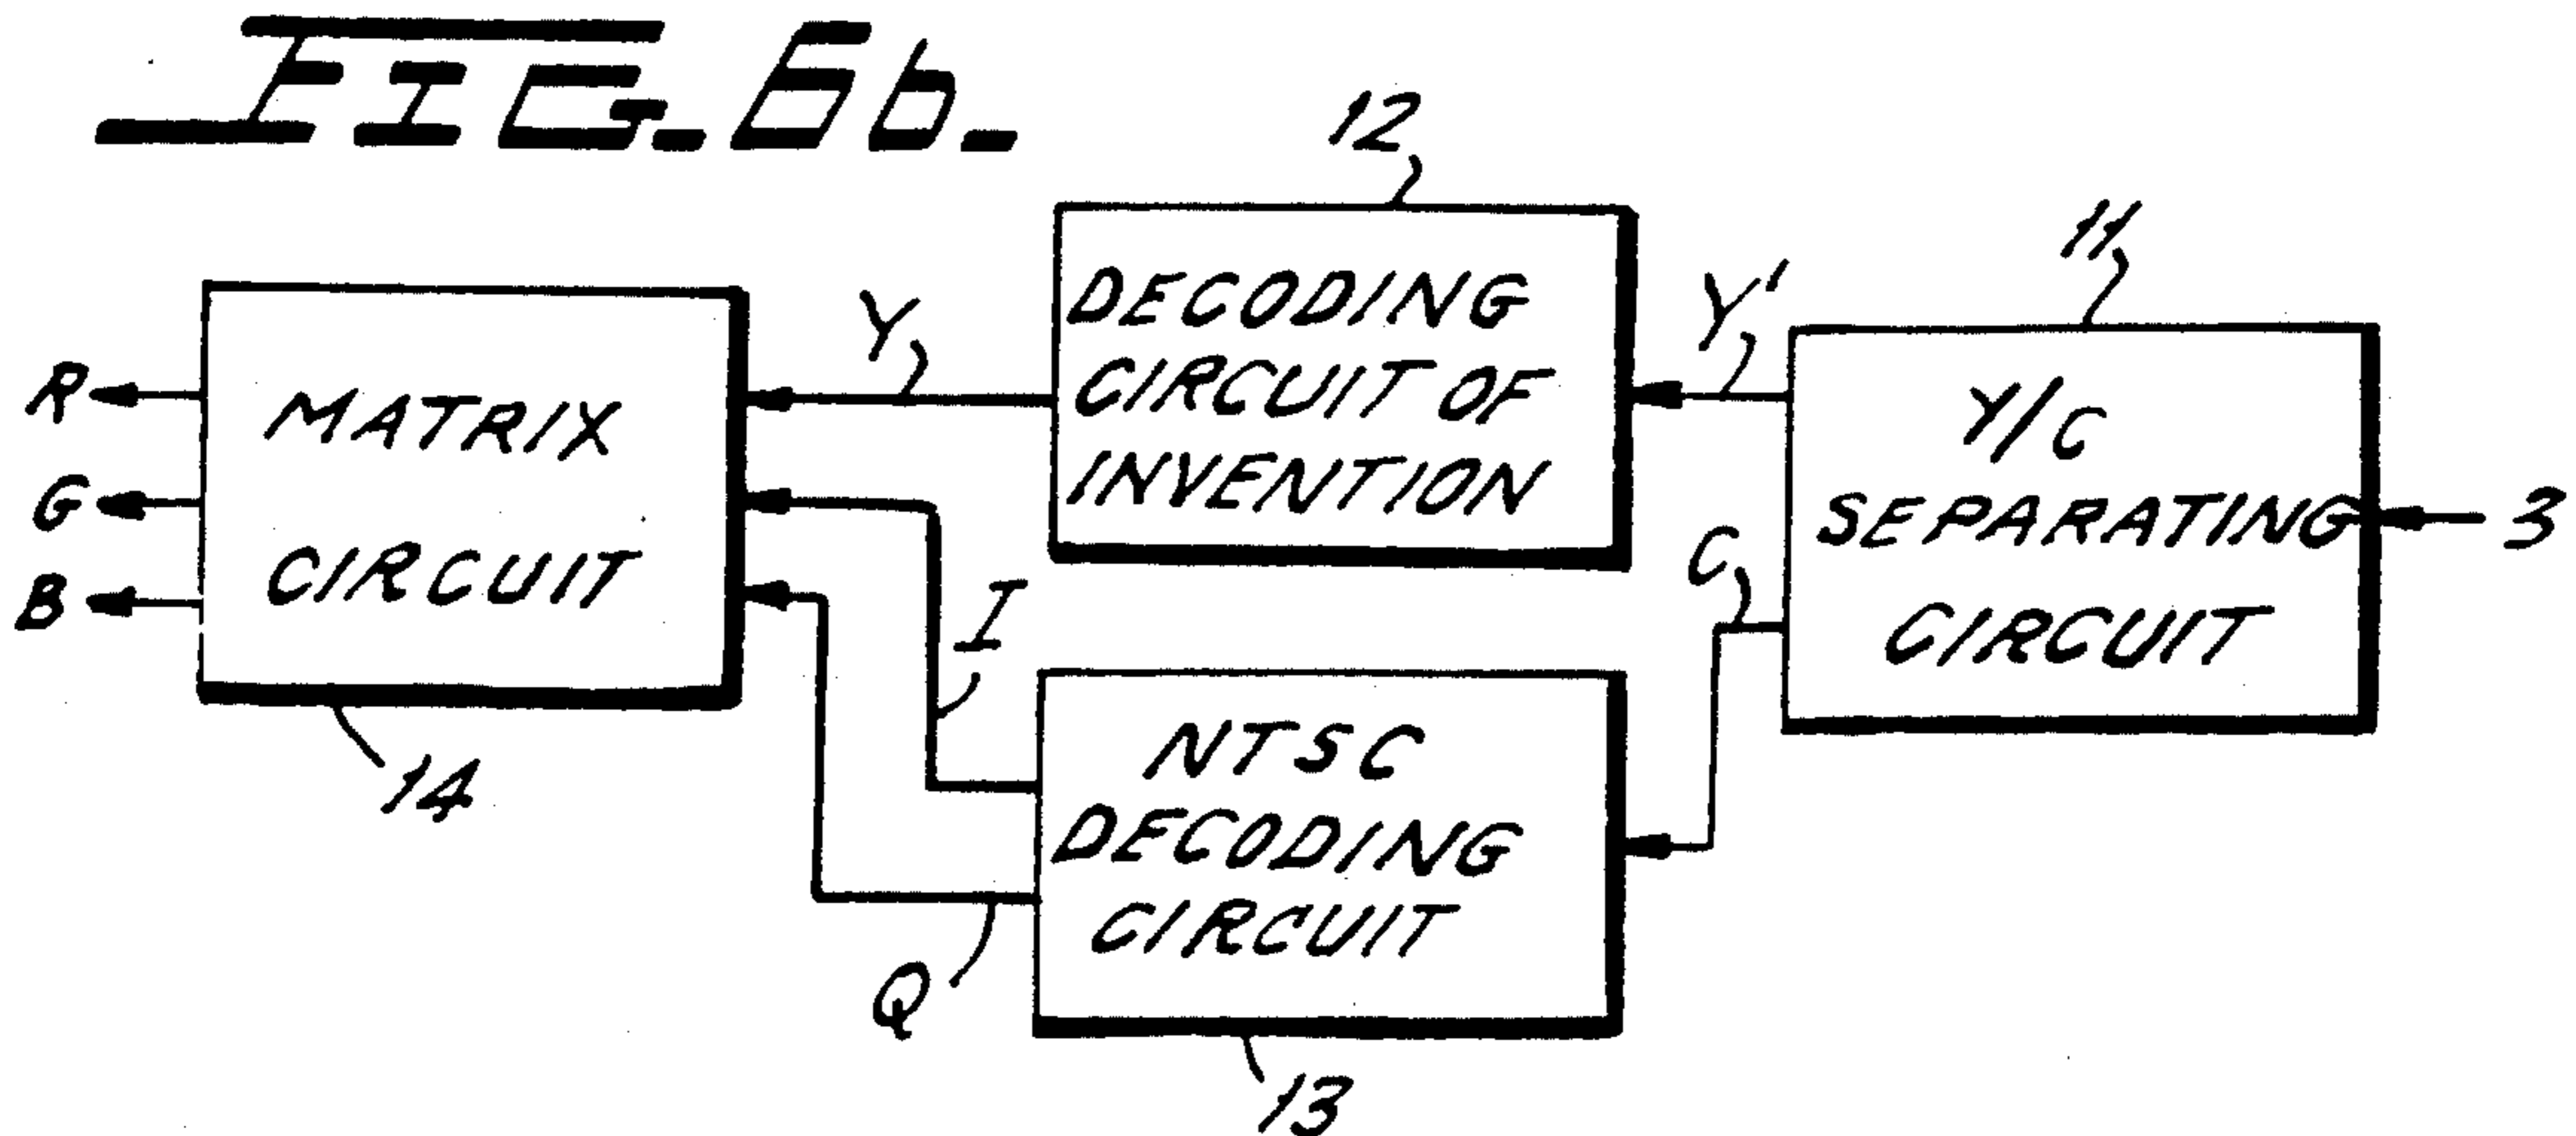 FIG. 6b.
12
11
DECODING
CIRCUIT OF
INVENTION
Y
Y'
Y/C
SEPARATING
CIRCUIT
3
C
MATRIX
CIRCUIT
R
G
B
I
Q
14
NTSC
DECODING
CIRCUIT
13